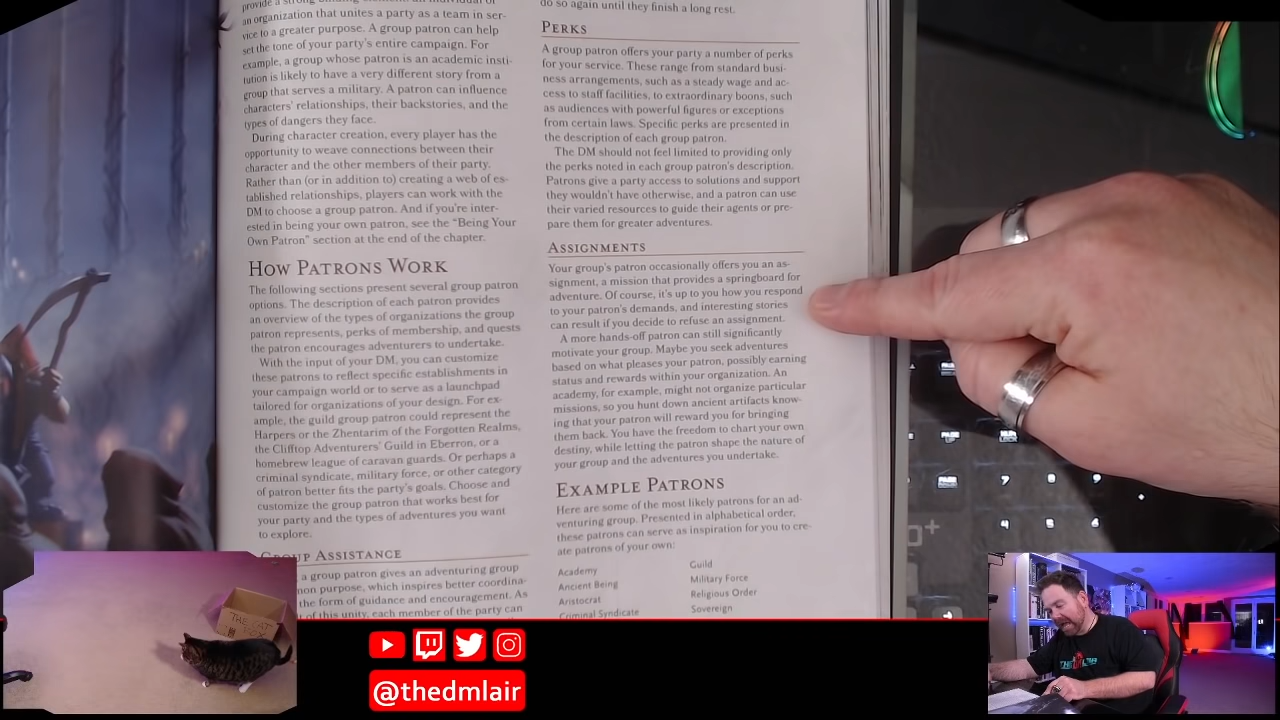 provide a strong binding element: an individual or
an organization that unites a party as a team in ser-
vice to a greater purpose. A group patron can help
set the tone of your party's entire campaign. For
example, a group whose patron is an academic insti-
tution is likely to have a very different story from a
group that serves a military. A patron can influence
characters' relationships, their backstories, and the
types of dangers they face.
During character creation, every player has the
opportunity to weave connections between their
character and the other members of their party.
Rather than (or in addition to) creating a web of es-
tablished relationships, players can work with the
DM to choose a group patron. And if you're inter-
ested in being your own patron, see the "Being Your
Own Patron" section at the end of the chapter.
How Patrons Work
The following sections present several group patron
options. The description of each patron provides
an overview of the types of organizations the group
patron represents, perks of membership, and quests
the patron encourages adventurers to undertake.
With the input of your DM, you can customize
these patrons to reflect specific establishments in
your campaign world or to serve as a launchpad
tailored for organizations of your design. For ex-
ample, the guild group patron could represent the
Harpers or the Zhentarim of the Forgotten Realms,
the Clifftop Adventurers' Guild in Eberron, or a
homebrew league of caravan guards. Or perhaps a
criminal syndicate, military force, or other category
of patron better fits the party's goals. Choose and
customize the group patron that works best for
your party and the types of adventures you want
to explore.
Group Assistance
a group patron gives an adventuring group
non purpose, which inspires better coordina-
the form of guidance and encouragement. As
of this unity, each member of the party can
do so again until they finish a long rest.
Perks
A group patron offers your party a number of perks
for your service. These range from standard busi-
ness arrangements, such as a steady wage and ac-
cess to staff facilities, to extraordinary boons, such
as audiences with powerful figures or exceptions
from certain laws. Specific perks are presented in
the description of each group patron.
The DM should not feel limited to providing only
the perks noted in each group patron's description.
Patrons give a party access to solutions and support
they wouldn't have otherwise, and a patron can use
their varied resources to guide their agents or pre-
pare them for greater adventures.
Assignments
Your group's patron occasionally offers you an as-
signment, a mission that provides a springboard for
adventure. Of course, it's up to you how you respond
to your patron's demands, and interesting stories
can result if you decide to refuse an assignment.
A more hands-off patron can still significantly
motivate your group. Maybe you seek adventures
based on what pleases your patron, possibly earning
status and rewards within your organization. An
academy, for example, might not organize particular
missions, so you hunt down ancient artifacts know-
ing that your patron will reward you for bringing
them back. You have the freedom to chart your own
destiny, while letting the patron shape the nature of
your group and the adventures you undertake.
Example Patrons
Here are some of the most likely patrons for an ad-
venturing group. Presented in alphabetical order,
these patrons can serve as inspiration for you to cre-
ate patrons of your own:
Academy
Ancient Being
Aristocrat
Criminal Syndicate
Guild
Military Force
Religious Order
Sovereign
7 8 9
4 5 6
THE CAT
BOX
@thedmlair